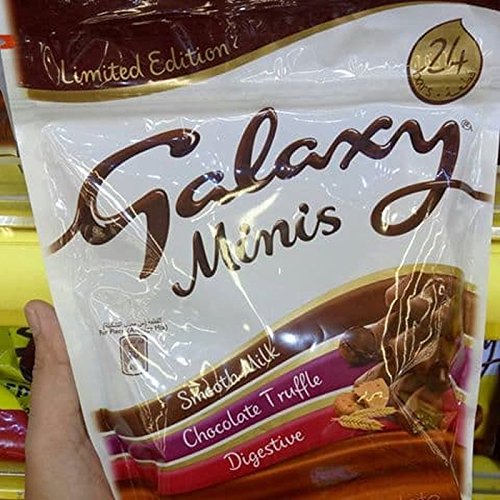 Limited Edition
24
Galaxy®
Minis
Smooth Milk
Chocolate Truffle
Digestive